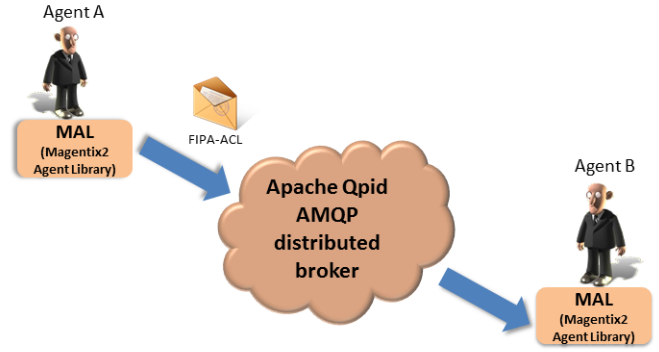 Agent A
MAL
(Magentix2
Agent Library)
FIPA-ACL
Apache Qpid
AMQP
distributed
broker
Agent B
MAL
(Magentix2
Agent Library)